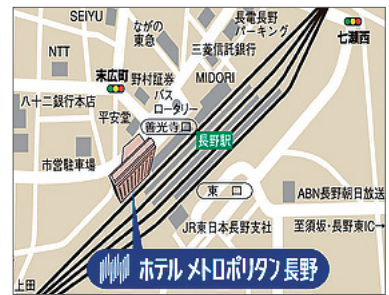 SEIYU
ながの
東急
長電長野
パーキング
七瀬西
NTT
三菱信託銀行
末広町
野村証券
MIDORI
八十二銀行本店
バス
ロータリー
平安堂
善光寺口
長野駅
市営駐車場
東口
ABN長野朝日放送
JR東日本長野支社
至須坂・長野東IC→
ホテル メトロポリタン 長野
上田